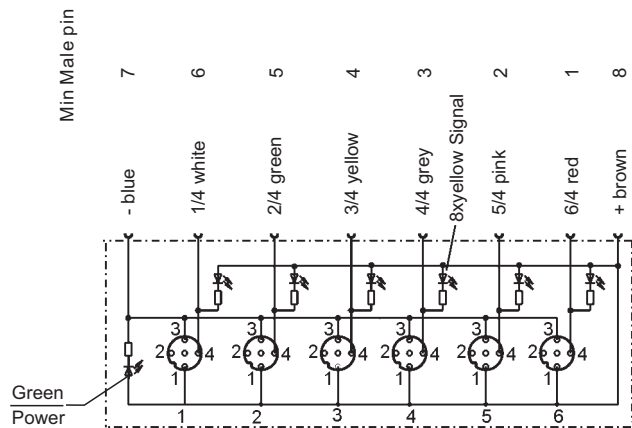 Min Male pin
7 6 5 4 3 2 1 8
- blue
1/4 white
2/4 green
3/4 yellow
4/4 grey
8xyellow Signal
5/4 pink
6/4 red
+ brown
3 3 3 3 3 3
2 4 2 4 2 4 2 4 2 4 2 4
1 1 1 1 1 1
Green
Power
1 2 3 4 5 6